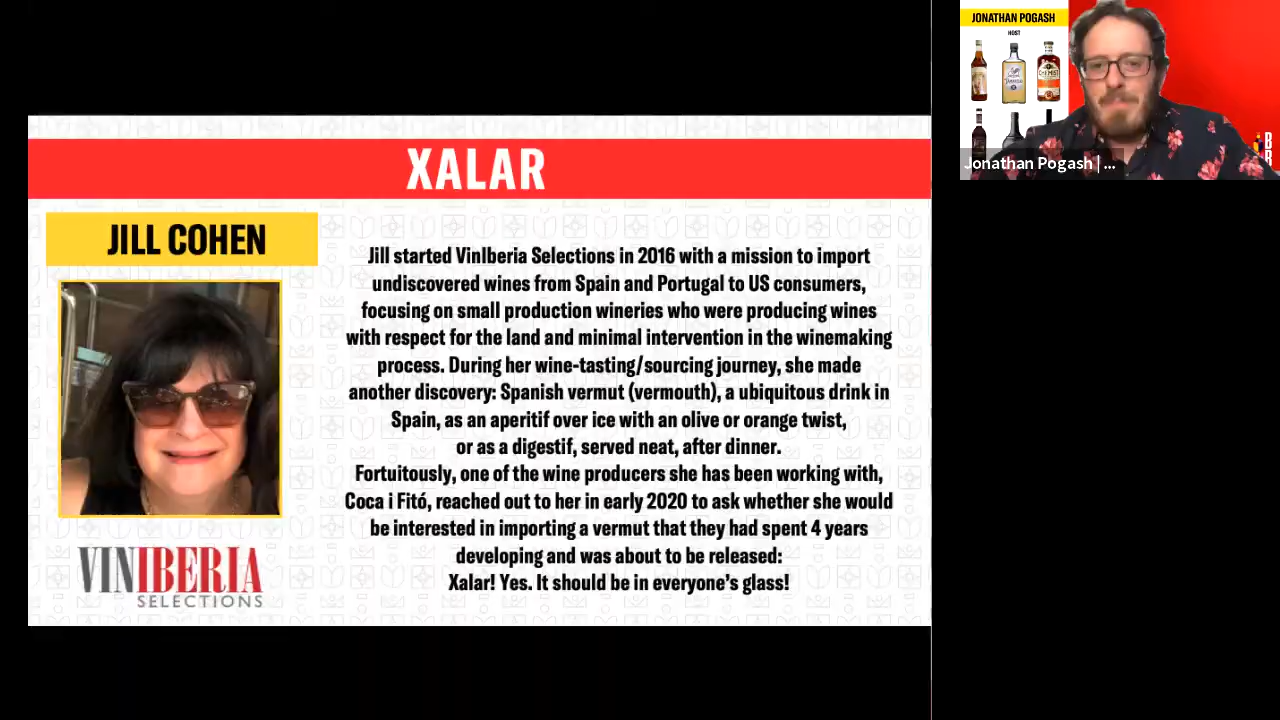 XALAR
JILL COHEN
Jill started VinIberia Selections in 2016 with a mission to import
undiscovered wines from Spain and Portugal to US consumers,
focusing on small production wineries who were producing wines
with respect for the land and minimal intervention in the winemaking
process. During her wine-tasting/sourcing journey, she made
another discovery: Spanish vermut (vermouth), a ubiquitous drink in
Spain, as an aperitif over ice with an olive or orange twist,
or as a digestif, served neat, after dinner.
Fortuitously, one of the wine producers she has been working with,
Coca i Fitó, reached out to her in early 2020 to ask whether she would
be interested in importing a vermut that they had spent 4 years
developing and was about to be released:
Xalar! Yes. It should be in everyone’s glass!
VINIBERIA
SELECTIONS
JONATHAN POGASH
HOST
CHEMIST
Jonathan Pogash | ...